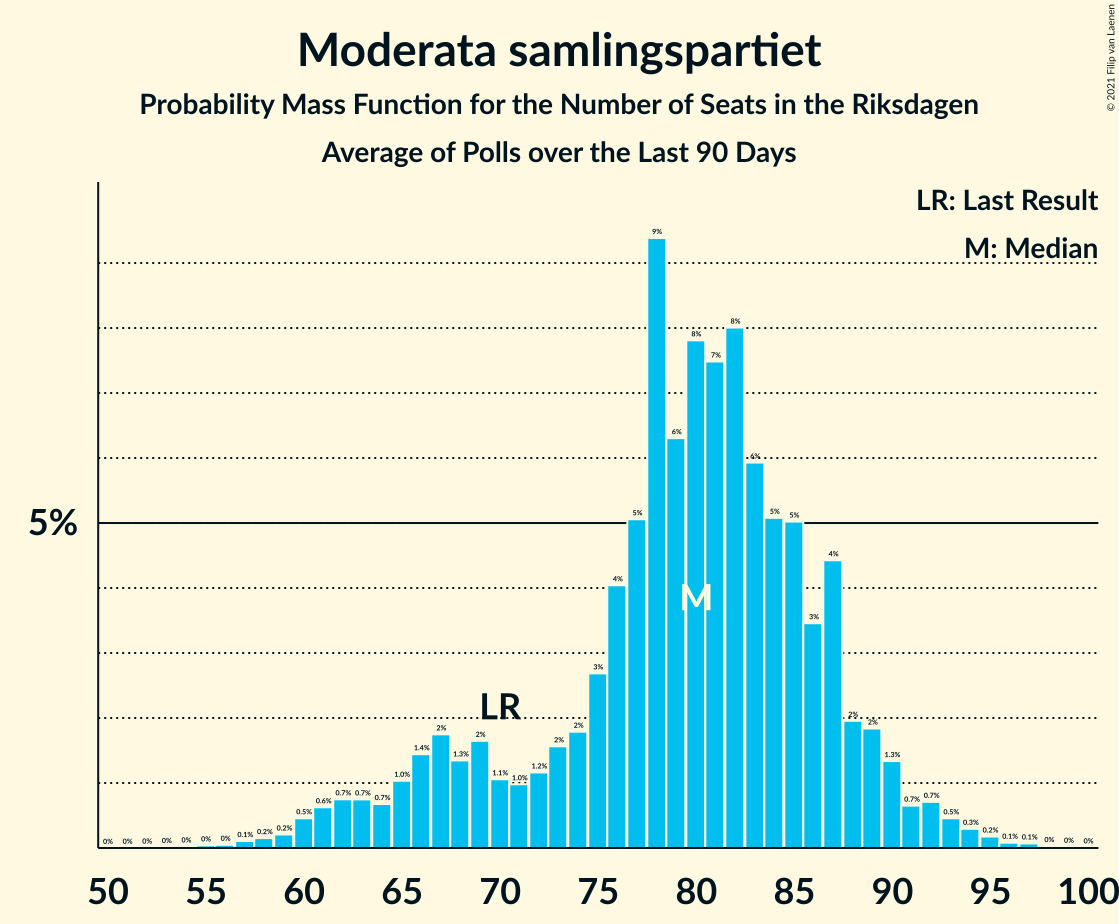 © 2021 Filip van Laenen
Moderata samlingspartiet
Probability Mass Function for the Number of Seats in the Riksdagen
Average of Polls over the Last 90 Days
LR: Last Result
M: Median
5%
0% 0% 0% 0% 0% 0% 0% 0.1% 0.2% 0.2% 0.5% 0.6% 0.7% 0.7% 0.7% 1.0% 1.4% 2% 1.3% 2% 1.1% 1.0% 1.2% 2% 2% 3% 4% 5% 9% 6% 8% 7% 8% 6% 5% 5% 3% 4% 2% 2% 1.3% 0.7% 0.7% 0.5% 0.3% 0.2% 0.1% 0.1% 0% 0% 0%
LR
M
50 55 60 65 70 75 80 85 90 95 100